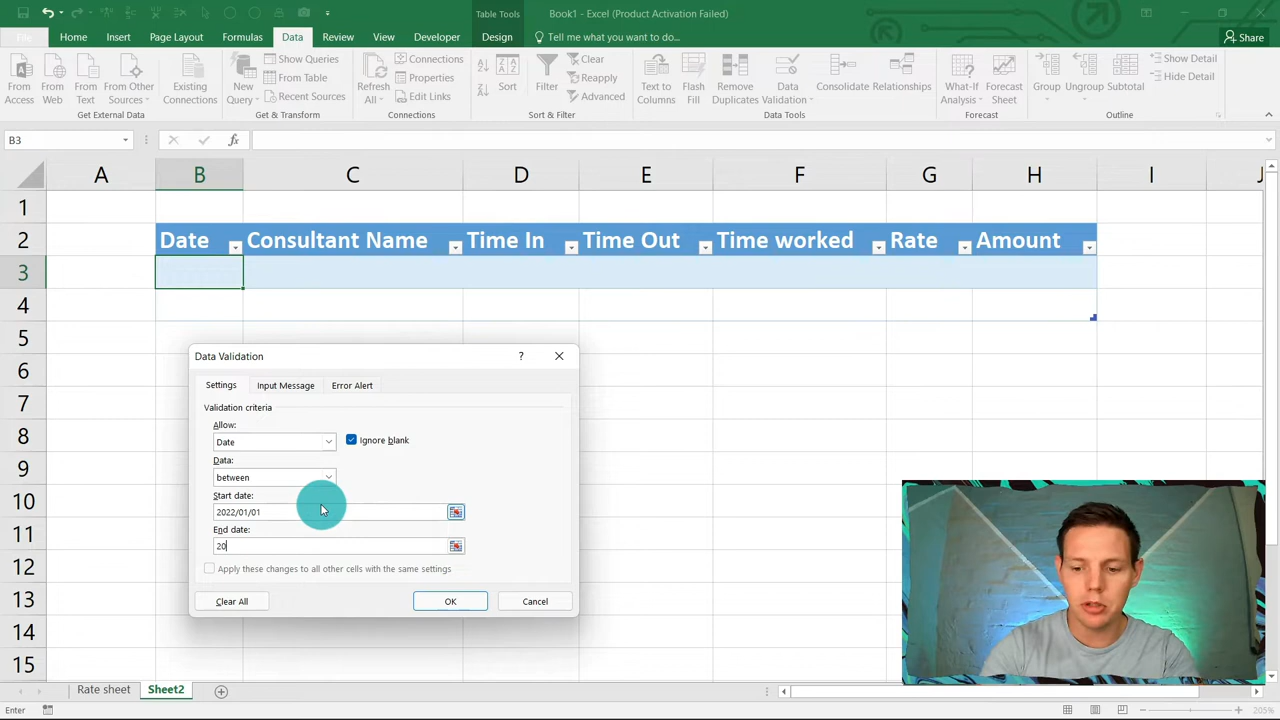 Table Tools
Book1 - Excel (Product Activation Failed)
File
Home
Insert
Page Layout
Formulas
Data
Review
View
Developer
Design
Tell me what you want to do...
Share
From Access
From Web
From Text
From Other Sources
Existing Connections
Get External Data
New Query
Show Queries
From Table
Recent Sources
Get & Transform
Refresh All
Connections
Properties
Edit Links
Connections
Sort
Filter
Clear
Reapply
Advanced
Sort & Filter
Text to Columns
Flash Fill
Remove Duplicates
Data Validation
Consolidate
Relationships
Data Tools
What-If Analysis
Forecast Sheet
Forecast
Group
Ungroup
Subtotal
Show Detail
Hide Detail
Outline
B3
fx
A B C D E F G H I J
1
2 Date Consultant Name Time In Time Out Time worked Rate Amount
3
4
5
6
7
8
9
10
11
12
13
14
15
Data Validation
?
Settings
Input Message
Error Alert
Validation criteria
Allow:
Date
Ignore blank
Data:
between
Start date:
2022/01/01
End date:
20
Apply these changes to all other cells with the same settings
Clear All
OK
Cancel
Rate sheet
Sheet2
Enter
205%